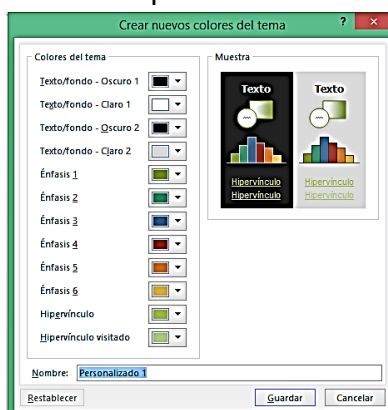 Crear nuevos colores del tema
?
Colores del tema
Texto/fondo - Oscuro 1
Texto/fondo - Claro 1
Texto/fondo - Oscuro 2
Texto/fondo - Claro 2
Énfasis 1
Énfasis 2
Énfasis 3
Énfasis 4
Énfasis 5
Énfasis 6
Hipervínculo
Hipervínculo visitado
Muestra
Texto
Texto
Hipervínculo
Hipervínculo
Hipervínculo
Hipervínculo
Nombre: Personalizado 1
Restablecer
Guardar
Cancelar